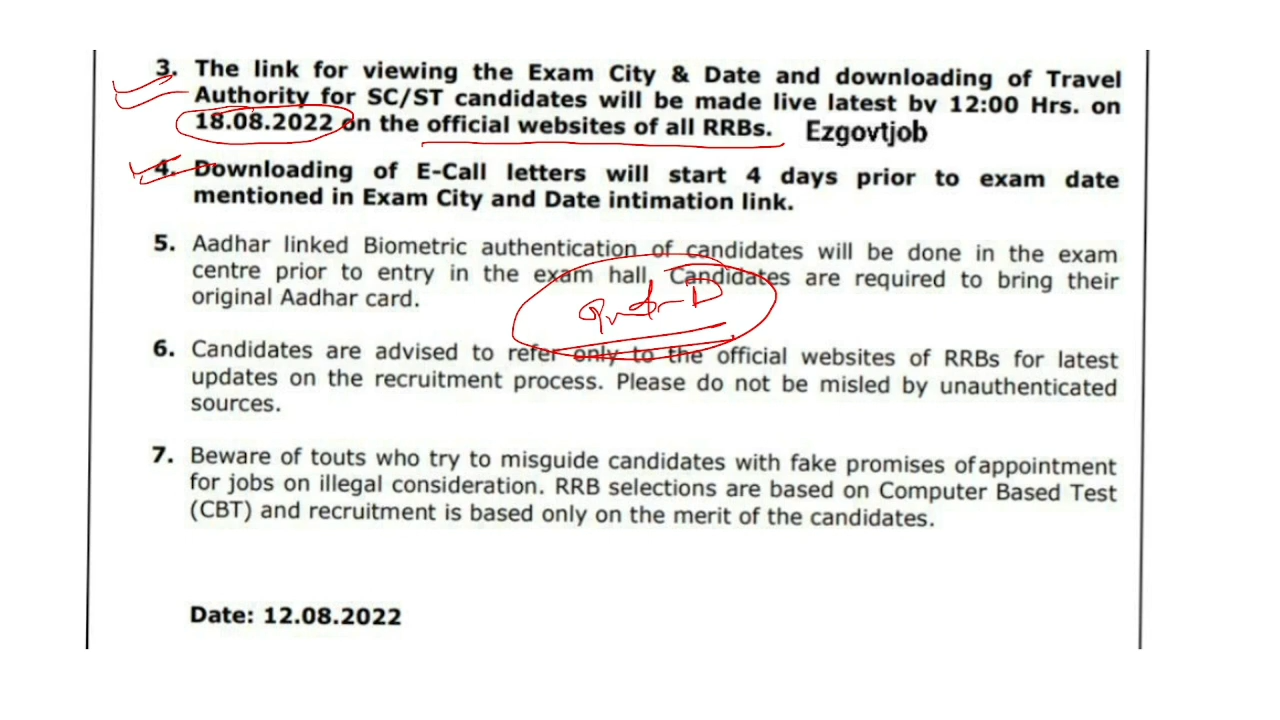 3. The link for viewing the Exam City & Date and downloading of Travel
Authority for SC/ST candidates will be made live latest by 12:00 Hrs. on
18.08.2022 on the official websites of all RRBs. Ezgovtjob
4. Downloading of E-Call letters will start 4 days prior to exam date
mentioned in Exam City and Date intimation link.
5. Aadhar linked Biometric authentication of candidates will be done in the exam
centre prior to entry in the exam hall. Candidates are required to bring their
original Aadhar card.
6. Candidates are advised to refer only to the official websites of RRBs for latest
updates on the recruitment process. Please do not be misled by unauthenticated
sources.
7. Beware of touts who try to misguide candidates with fake promises of appointment
for jobs on illegal consideration. RRB selections are based on Computer Based Test
(CBT) and recruitment is based only on the merit of the candidates.
Date: 12.08.2022